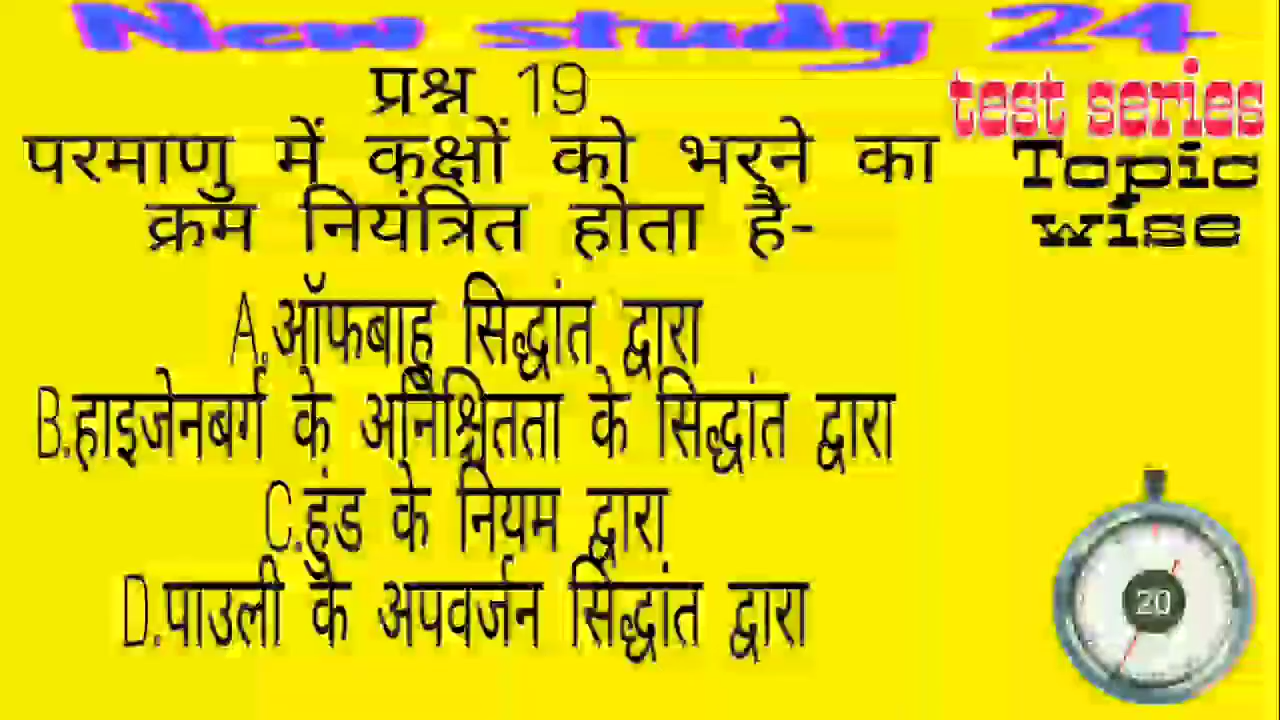 New study 24
प्रश्न 19
test series
परमाणु में कक्षों को भरने का
Topic
क्रम नियंत्रित होता है-
wise
A.ऑफबाहु सिद्धांत द्वारा
B.हाइजेनबर्ग के अनिश्चितता के सिद्धांत द्वारा
C.हुंड के नियम द्वारा
D.पाउली के अपवर्जन सिद्धांत द्वारा
20